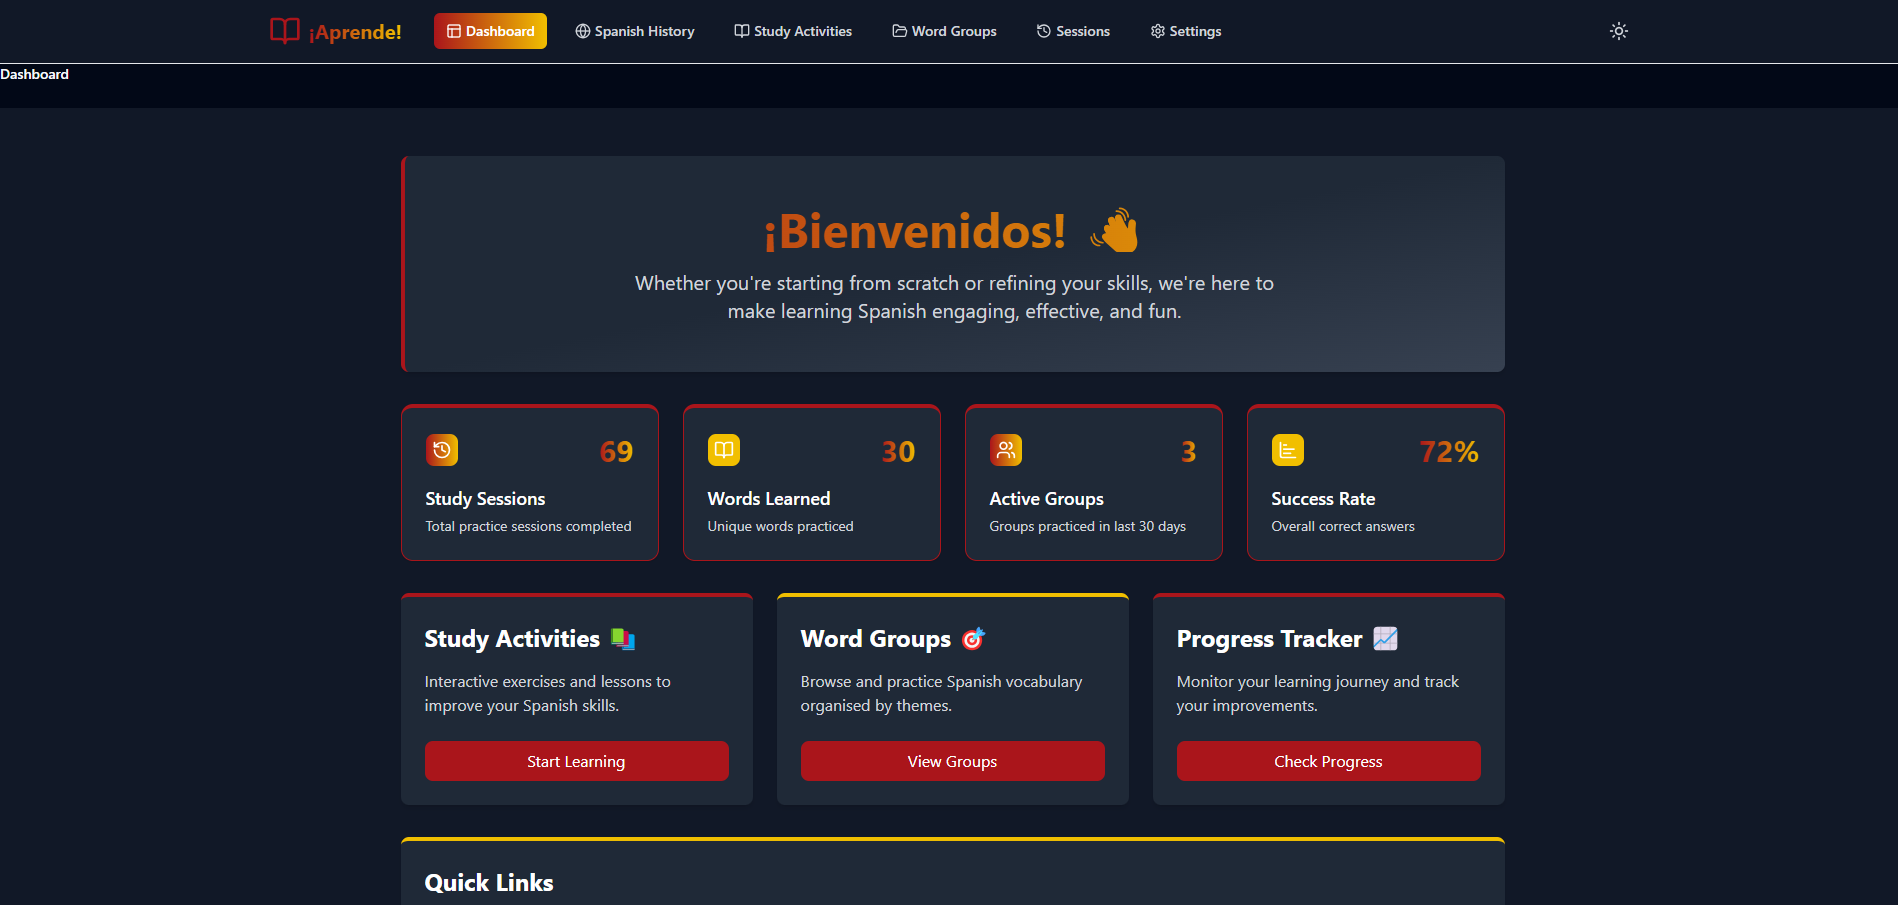 ¡Aprende!
Dashboard
Spanish History
Study Activities
Word Groups
Sessions
Settings
Dashboard
¡Bienvenidos!
Whether you're starting from scratch or refining your skills, we're here to
make learning Spanish engaging, effective, and fun.
69
Study Sessions
Total practice sessions completed
30
Words Learned
Unique words practiced
3
Active Groups
Groups practiced in last 30 days
72%
Success Rate
Overall correct answers
Study Activities
Interactive exercises and lessons to
improve your Spanish skills.
Start Learning
Word Groups
Browse and practice Spanish vocabulary
organised by themes.
View Groups
Progress Tracker
Monitor your learning journey and track
your improvements.
Check Progress
Quick Links